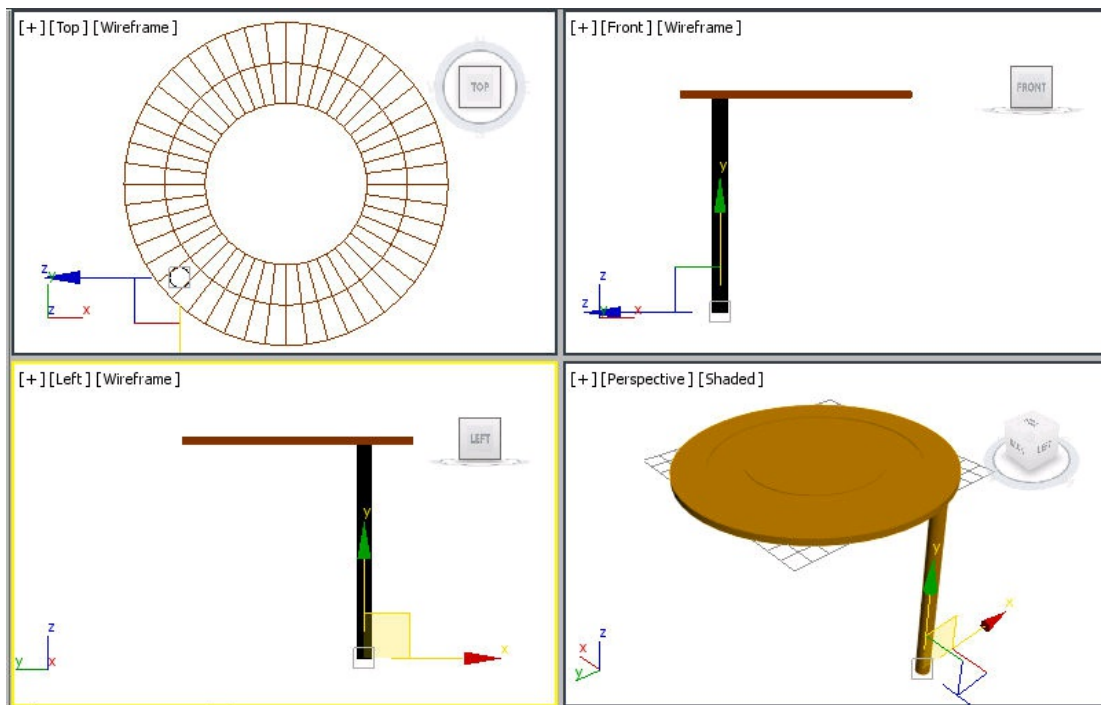 [+] [Top] [Wireframe]
TOP
z
y
z
x
[+] [Front] [Wireframe]
FRONT
y
z
z
x
[+] [Left] [Wireframe]
LEFT
y
x
z
y
x
[+] [Perspective] [Shaded]
LEFT
y
x
z
x
y